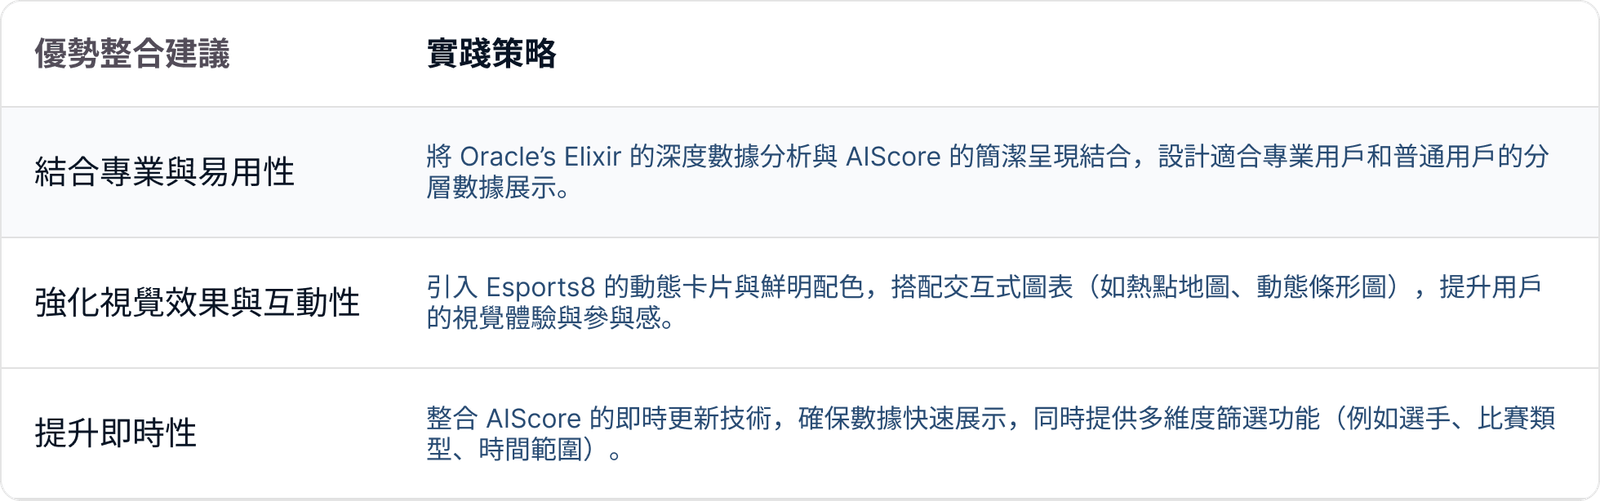 優勢整合建議 實踐策略
結合專業與易用性
將 Oracle’s Elixir 的深度數據分析與 AIScore 的簡潔呈現結合，設計適合專業用戶和普通用戶的分
層數據展示。
強化視覺效果與互動性
引入 Esports8 的動態卡片與鮮明配色，搭配交互式圖表（如熱點地圖、動態條形圖），提升用戶
的視覺體驗與參與感。
提升即時性
整合 AIScore 的即時更新技術，確保數據快速展示，同時提供多維度篩選功能（例如選手、比賽類
型、時間範圍）。